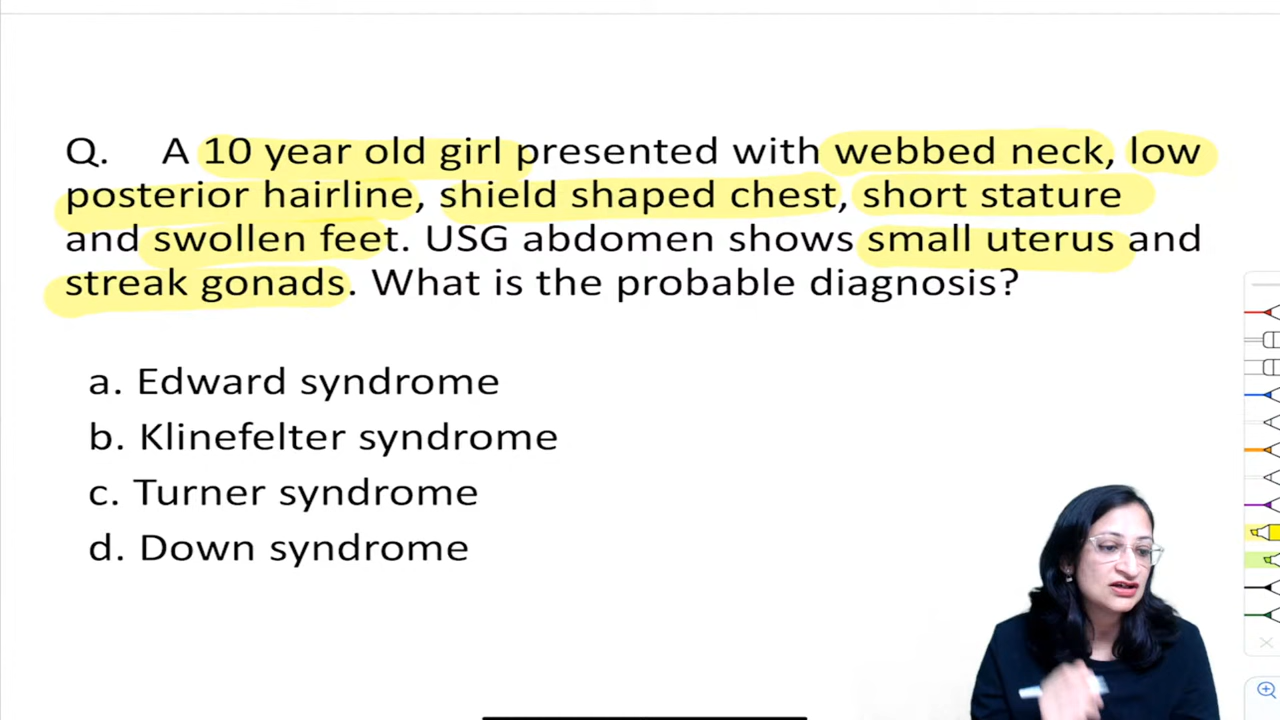 Q. A 10 year old girl presented with webbed neck, low
posterior hairline, shield shaped chest, short stature
and swollen feet. USG abdomen shows small uterus and
streak gonads. What is the probable diagnosis?
a. Edward syndrome
b. Klinefelter syndrome
c. Turner syndrome
d. Down syndrome